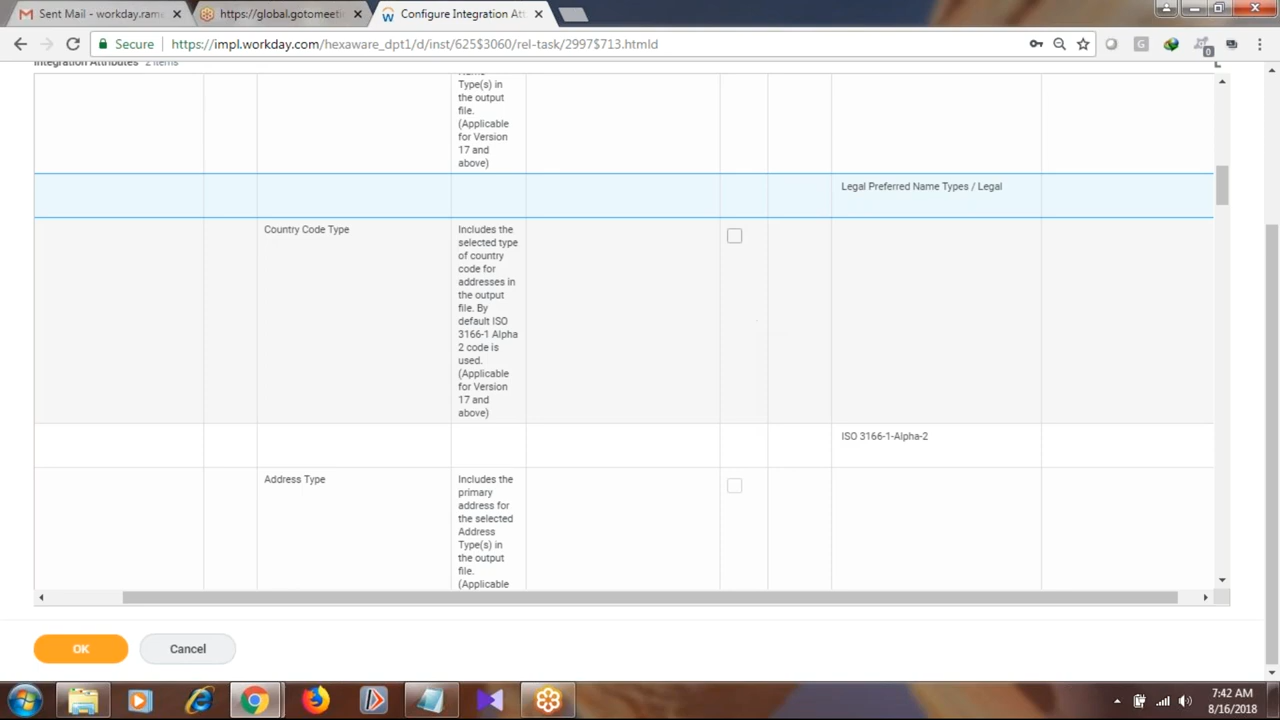 Sent Mail - workday.rame
https://global.gotomeeti
Configure Integration Att
Secure
https://impl.workday.com/hexaware_dpt1/d/inst/625$3060/rel-task/2997$713.htmld
Integration Attributes 2 items
Name
Type(s) in
the output
file.
(Applicable
for Version
17 and
above)
Legal Preferred Name Types / Legal
Country Code Type
Includes the
selected type
of country
code for
addresses in
the output
file. By
default ISO
3166-1 Alpha
2 code is
used.
(Applicable
for Version
17 and
above)
ISO 3166-1-Alpha-2
Address Type
Includes the
primary
address for
the selected
Address
Type(s) in
the output
file.
(Applicable
OK
Cancel
7:42 AM
8/16/2018